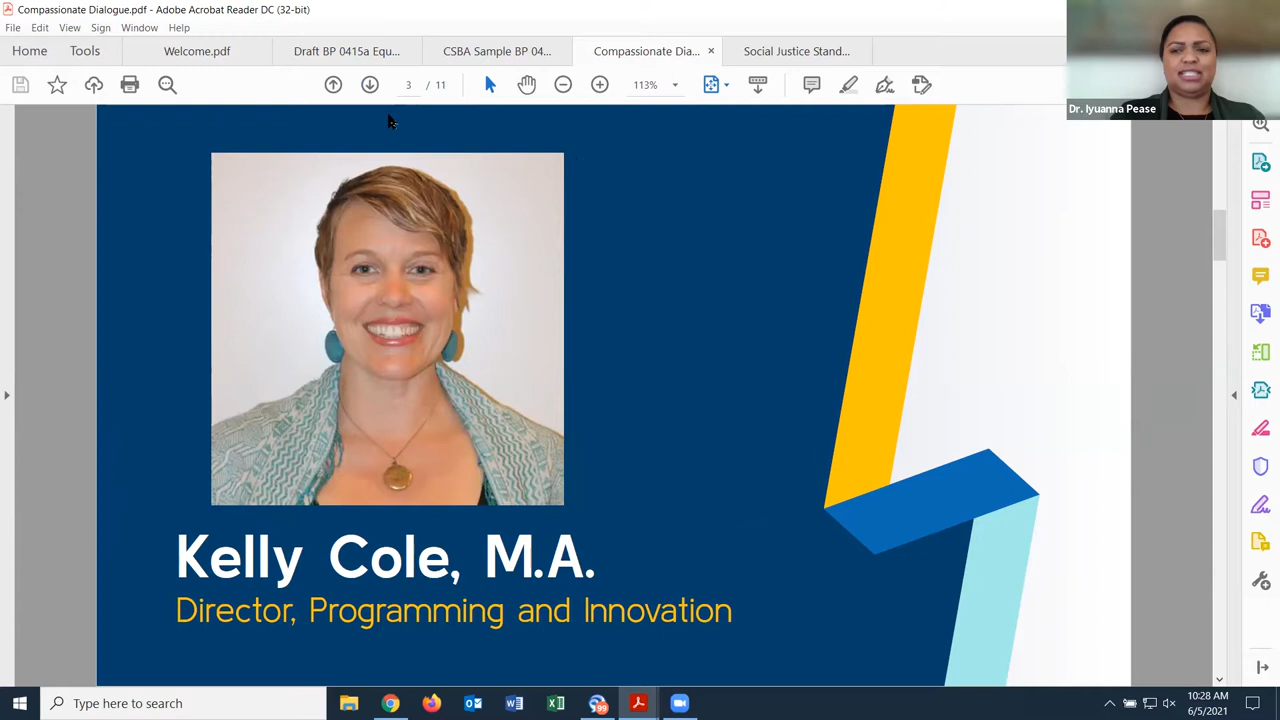 Compassionate Dialogue.pdf - Adobe Acrobat Reader DC (32-bit)
File Edit View Sign Window Help
Home Tools Welcome.pdf Draft BP 0415a Equ... CSBA Sample BP 04... Compassionate Dia... × Social Justice Stand...
3 / 11 113%
Dr. Iyuanna Pease
Kelly Cole, M.A.
Director, Programming and Innovation
Type here to search
99
10:28 AM
6/5/2021